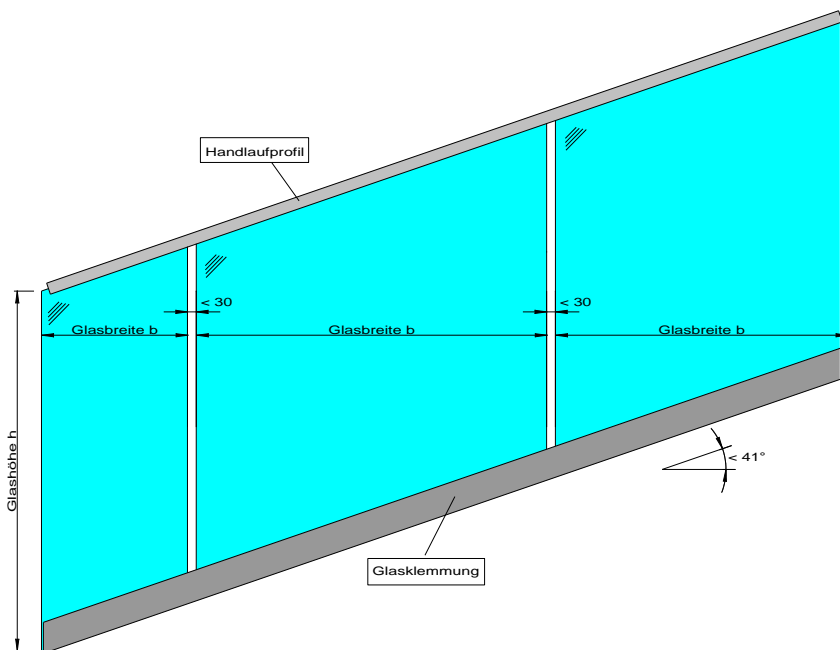 Handlaufprofil
< 30
< 30
Glasbreite b
Glasbreite b
Glasbreite b
Glashöhe h
< 41°
Glasklemmung